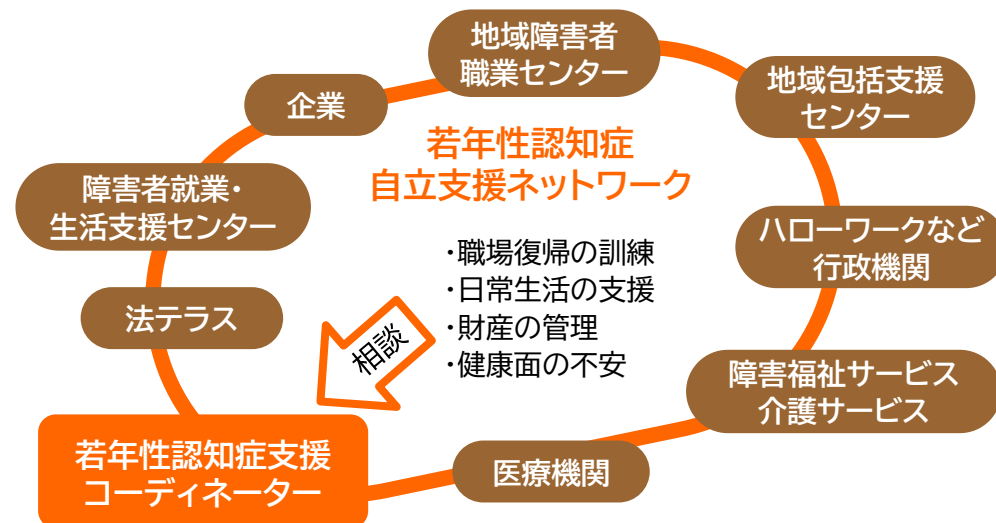 地域障害者
職業センター
企業
地域包括支援
センター
若年性認知症
自立支援ネットワーク
障害者就業・
生活支援センター
・職場復帰の訓練
・日常生活の支援
・財産の管理
・健康面の不安
ハローワークなど
行政機関
法テラス
相談
障害福祉サービス
介護サービス
若年性認知症支援
コーディネーター
医療機関